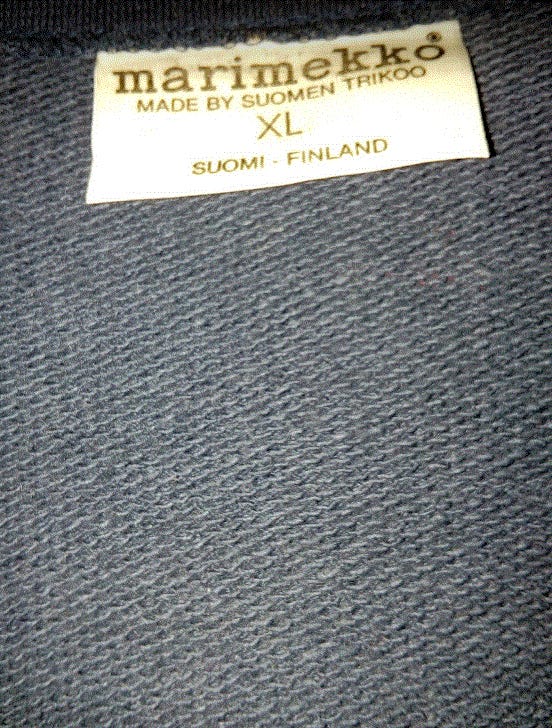 marimekko®
MADE BY SUOMEN TRIKOO
XL
SUOMI - FINLAND